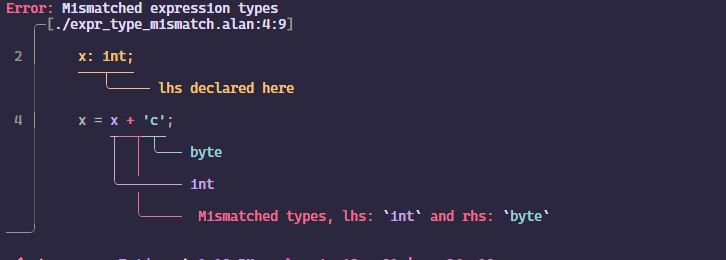 Error: Mismatched expression types
[./expr_type_mismatch.alan:4:9]
2 x: int;
lhs declared here
4 x = x + 'c';
byte
int
Mismatched types, lhs: `int` and rhs: `byte`